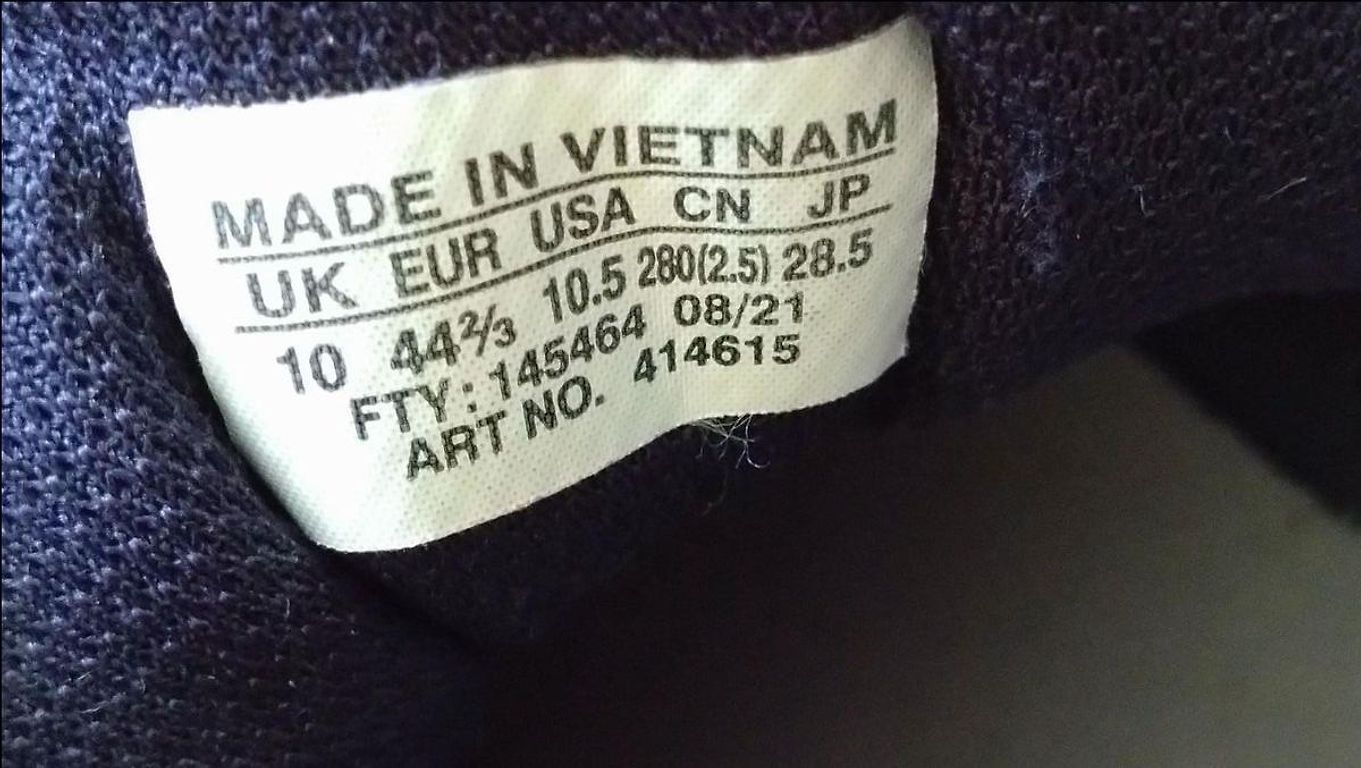 MADE IN VIETNAM
UK EUR USA CN JP
10 44⅔ 10.5 280(2.5) 28.5
FTY: 145464 08/21
ART NO. 414615